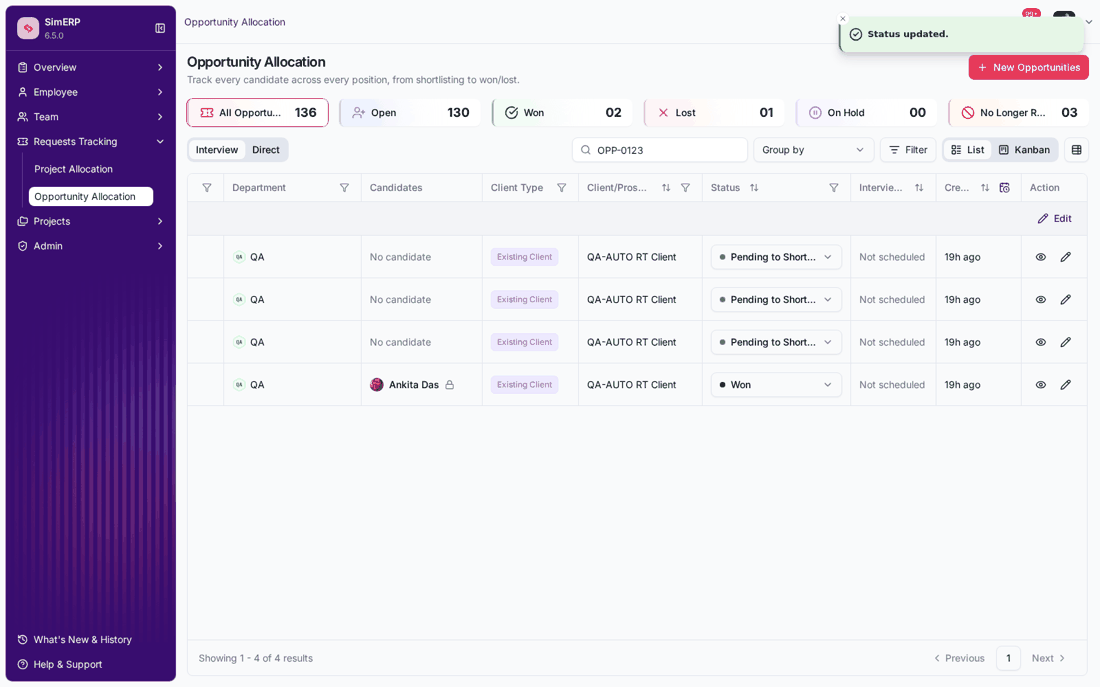 SimERP
6.5.0
Overview
Employee
Team
Requests Tracking
Project Allocation
Opportunity Allocation
Projects
Admin
What's New & History
Help & Support
Opportunity Allocation
Status updated.
Opportunity Allocation
Track every candidate across every position, from shortlisting to won/lost.
New Opportunities
All Opportu... 136
Open 130
Won 02
Lost 01
On Hold 00
No Longer R... 03
Interview Direct
OPP-0123
Group by
Filter
List Kanban
Department Candidates Client Type Client/Pros... Status Intervie... Cre... Action
Edit
QA QA No candidate Existing Client QA-AUTO RT Client Pending to Short... Not scheduled 19h ago
QA QA No candidate Existing Client QA-AUTO RT Client Pending to Short... Not scheduled 19h ago
QA QA No candidate Existing Client QA-AUTO RT Client Pending to Short... Not scheduled 19h ago
QA QA Ankita Das Existing Client QA-AUTO RT Client Won Not scheduled 19h ago
Showing 1 - 4 of 4 results
Previous 1 Next